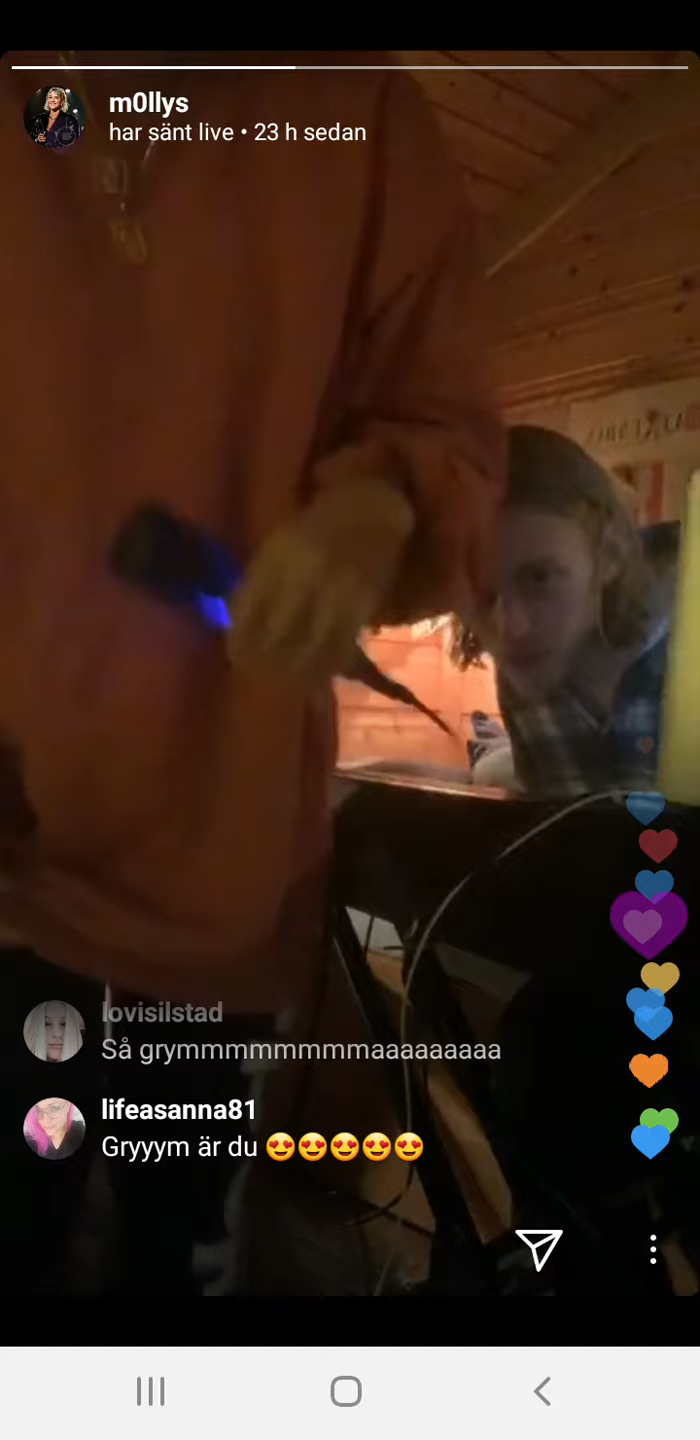 m0llys
har sänt live • 23 h sedan
lovisilstad
Så grymmmmmmmmaaaaaaaaa
lifeasanna81
Gryyym är du 😍😍😍😍😍